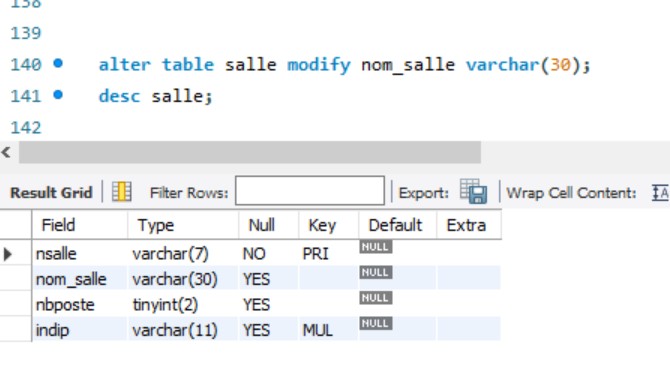 138
139
140 alter table salle modify nom_salle varchar(30);
141 desc salle;
142
Result Grid Filter Rows: Export: Wrap Cell Content: IA
Field Type Null Key Default Extra
nsalle varchar(7) NO PRI NULL
nom_salle varchar(30) YES NULL
nbposte tinyint(2) YES NULL
indip varchar(11) YES MUL NULL